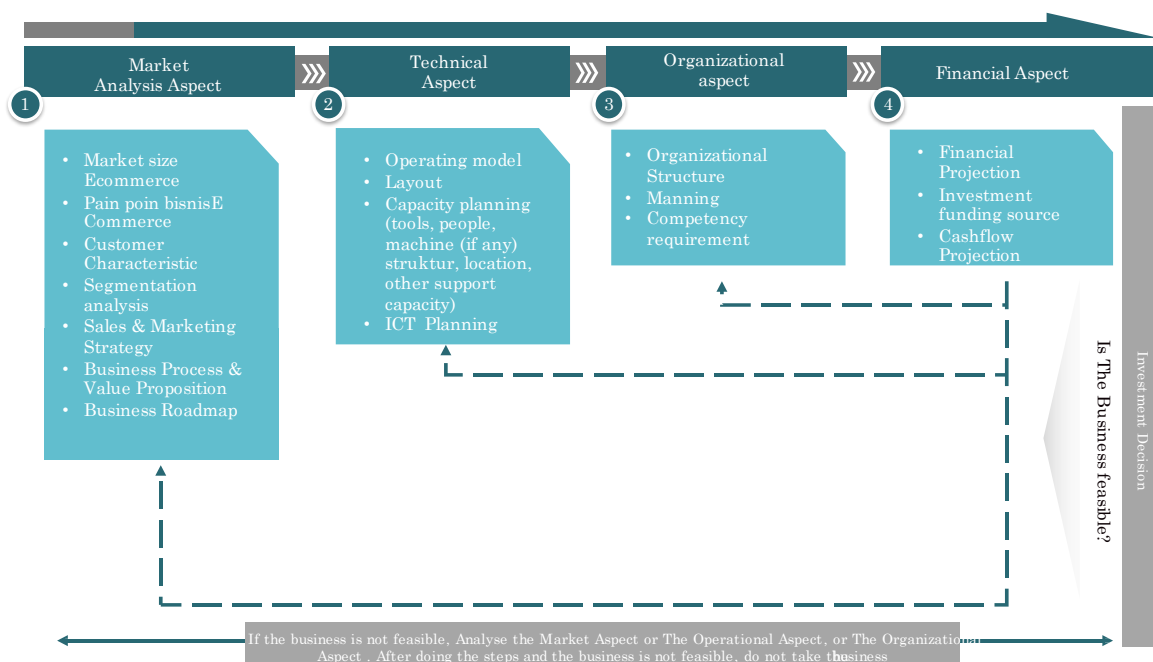 Market
Analysis Aspect
Technical
Aspect
Organizational
aspect
Financial Aspect
1
2
3
4
• Market size
Ecommerce
• Pain poin bisnisE
Commerce
• Customer
Characteristic
• Segmentation
analysis
• Sales & Marketing
Strategy
• Business Process &
Value Proposition
• Business Roadmap
• Operating model
• Layout
• Capacity planning
(tools, people,
machine (if any)
struktur, location,
other support
capacity)
• ICT Planning
• Organizational
Structure
• Manning
• Competency
requirement
• Financial
Projection
• Investment
funding source
• Cashflow
Projection
Is The Business feasible?
Investment Decision
If the business is not feasible, Analyse the Market Aspect or The Operational Aspect, or The Organizational
Aspect . After doing the steps and the business is not feasible, do not take the business